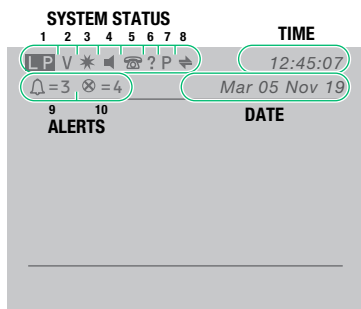 SYSTEM STATUS
1 2 3 4 5 6 7 8
TIME
LP V ? P 12:45:07
=3 =4 Mar 05 Nov 19
9 10
ALERTS
DATE